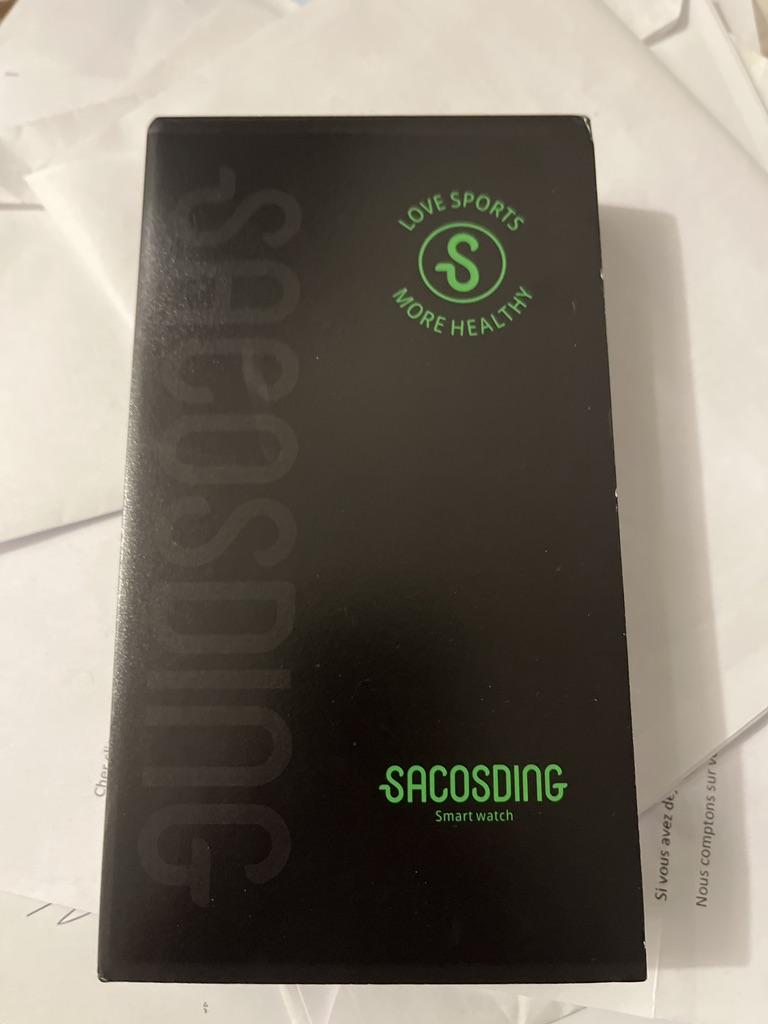 LOVE SPORTS
S
MORE HEALTHY
SACOSDING
SACOSDING
Smart watch
Si vous avez
Nous comptons sur